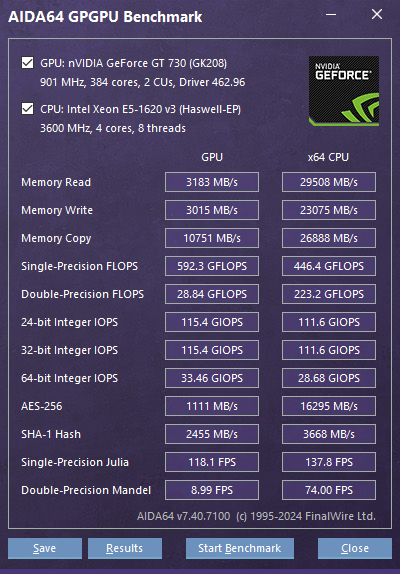 AIDA64 GPGPU Benchmark
GPU: nVIDIA GeForce GT 730 (GK208)
901 MHz, 384 cores, 2 CUs, Driver 462.96
CPU: Intel Xeon E5-1620 v3 (Haswell-EP)
3600 MHz, 4 cores, 8 threads
NVIDIA
GEFORCE
GPU x64 CPU
Memory Read 3183 MB/s 29508 MB/s
Memory Write 3015 MB/s 23075 MB/s
Memory Copy 10751 MB/s 26888 MB/s
Single-Precision FLOPS 592.3 GFLOPS 446.4 GFLOPS
Double-Precision FLOPS 28.84 GFLOPS 223.2 GFLOPS
24-bit Integer IOPS 115.4 GIOPS 111.6 GIOPS
32-bit Integer IOPS 115.4 GIOPS 111.6 GIOPS
64-bit Integer IOPS 33.46 GIOPS 28.68 GIOPS
AES-256 1111 MB/s 16295 MB/s
SHA-1 Hash 2455 MB/s 3668 MB/s
Single-Precision Julia 118.1 FPS 137.8 FPS
Double-Precision Mandel 8.99 FPS 74.00 FPS
AIDA64 v7.40.7100 (c) 1995-2024 FinalWire Ltd.
Save Results Start Benchmark Close